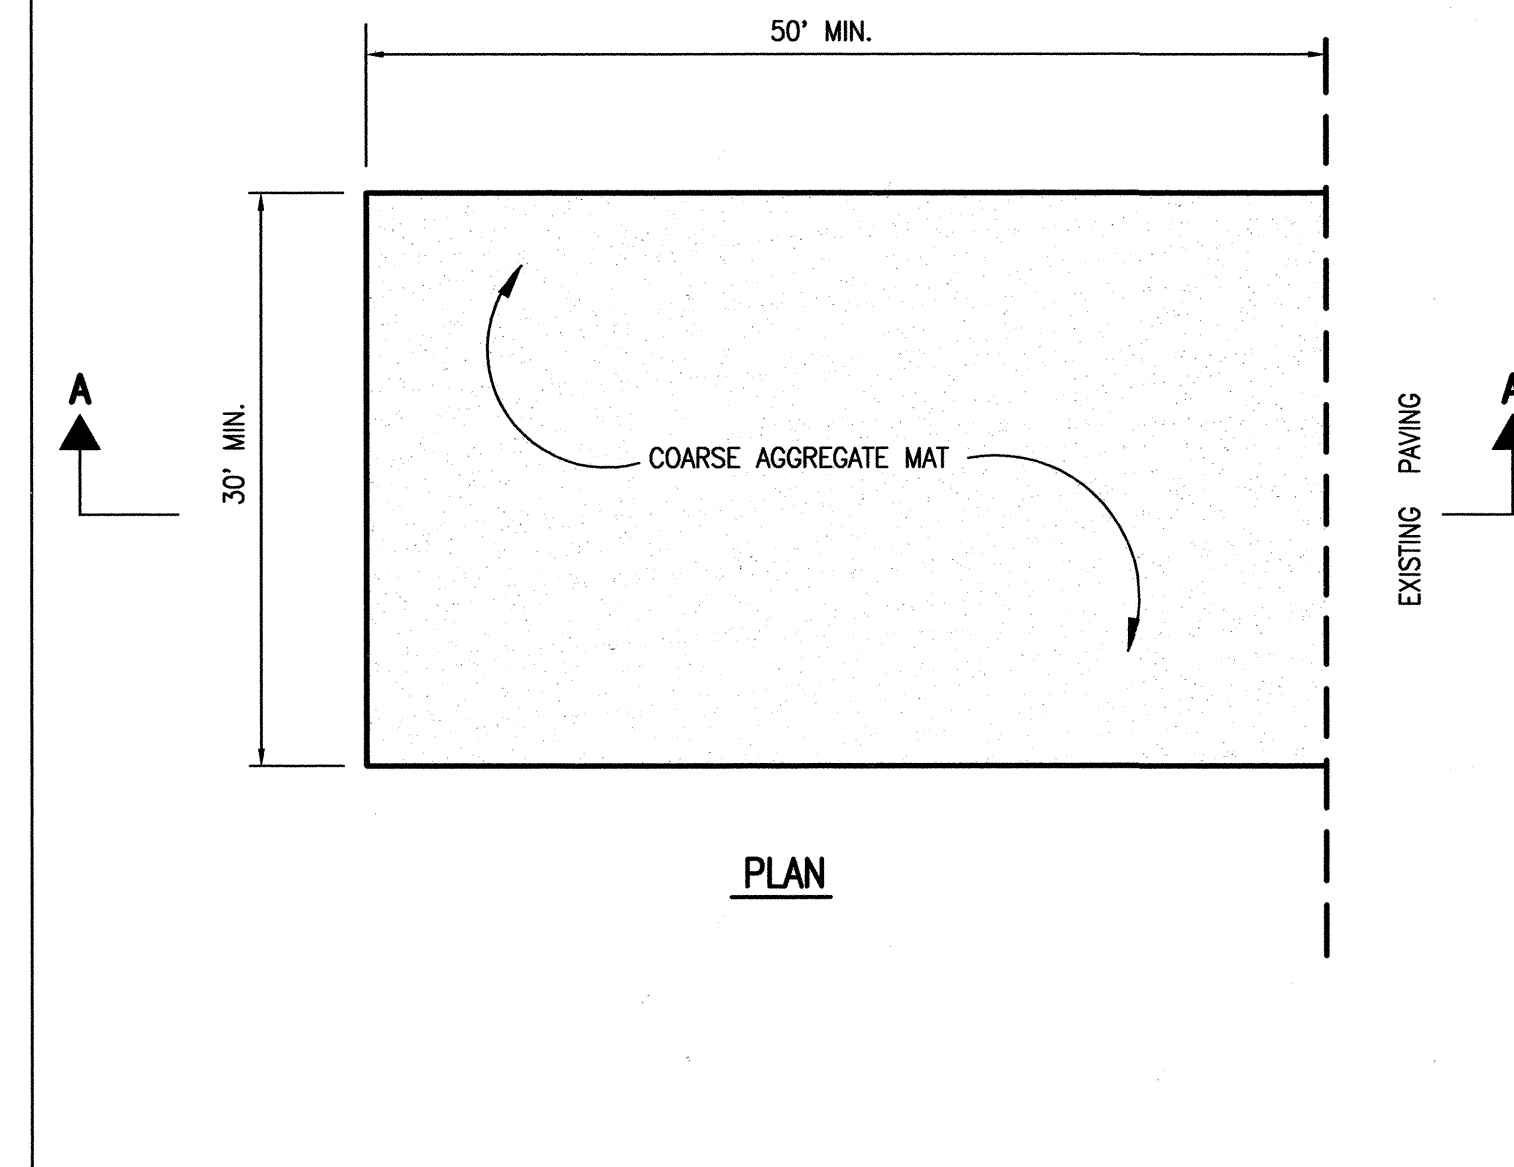 50' MIN.
A
30' MIN.
COARSE AGGREGATE MAT
EXISTING PAVING
A
PLAN